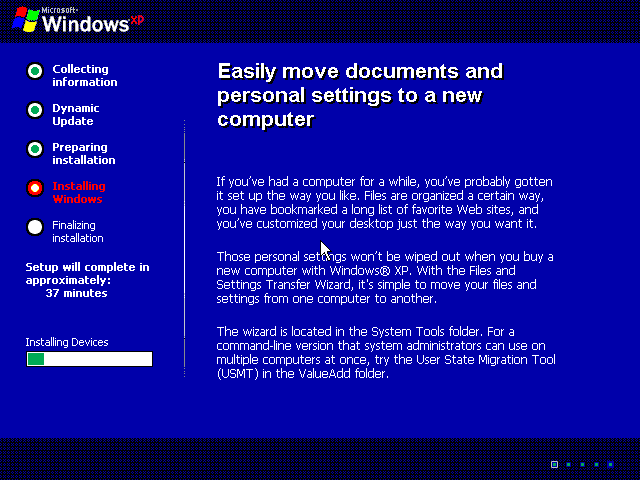 Microsoft®
Windows xp
Collecting
information
Dynamic
Update
Preparing
installation
Installing
Windows
Finalizing
installation
Setup will complete in
approximately:
37 minutes
Installing Devices
Easily move documents and
personal settings to a new
computer
If you've had a computer for a while, you've probably gotten
it set up the way you like. Files are organized a certain way,
you have bookmarked a long list of favorite Web sites, and
you've customized your desktop just the way you want it.
Those personal settings won't be wiped out when you buy a
new computer with Windows® XP. With the Files and
Settings Transfer Wizard, it's simple to move your files and
settings from one computer to another.
The wizard is located in the System Tools folder. For a
command-line version that system administrators can use on
multiple computers at once, try the User State Migration Tool
(USMT) in the ValueAdd folder.